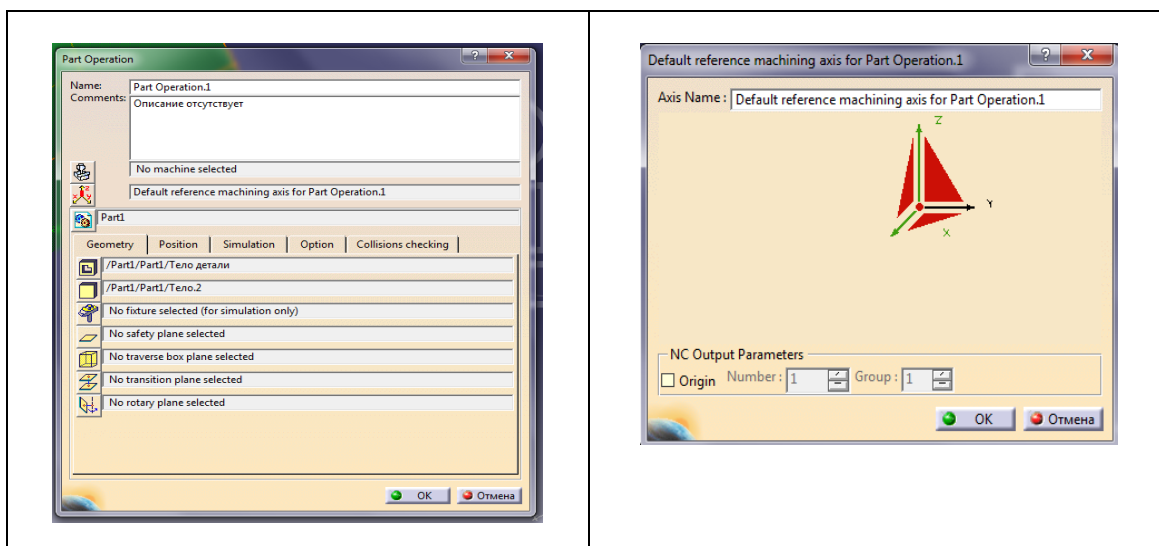 Part Operation
Name: Part Operation.1
Comments: Описание отсутствует
No machine selected
Default reference machining axis for Part Operation.1
Part1
Geometry Position Simulation Option Collisions checking
/Part1/Part1/Тело детали
/Part1/Part1/Тело.2
No fixture selected (for simulation only)
No safety plane selected
No traverse box plane selected
No transition plane selected
No rotary plane selected
OK Отмена
Default reference machining axis for Part Operation.1
Axis Name : Default reference machining axis for Part Operation.1
Z
Y
X
NC Output Parameters
Origin Number : 1 Group : 1
OK Отмена